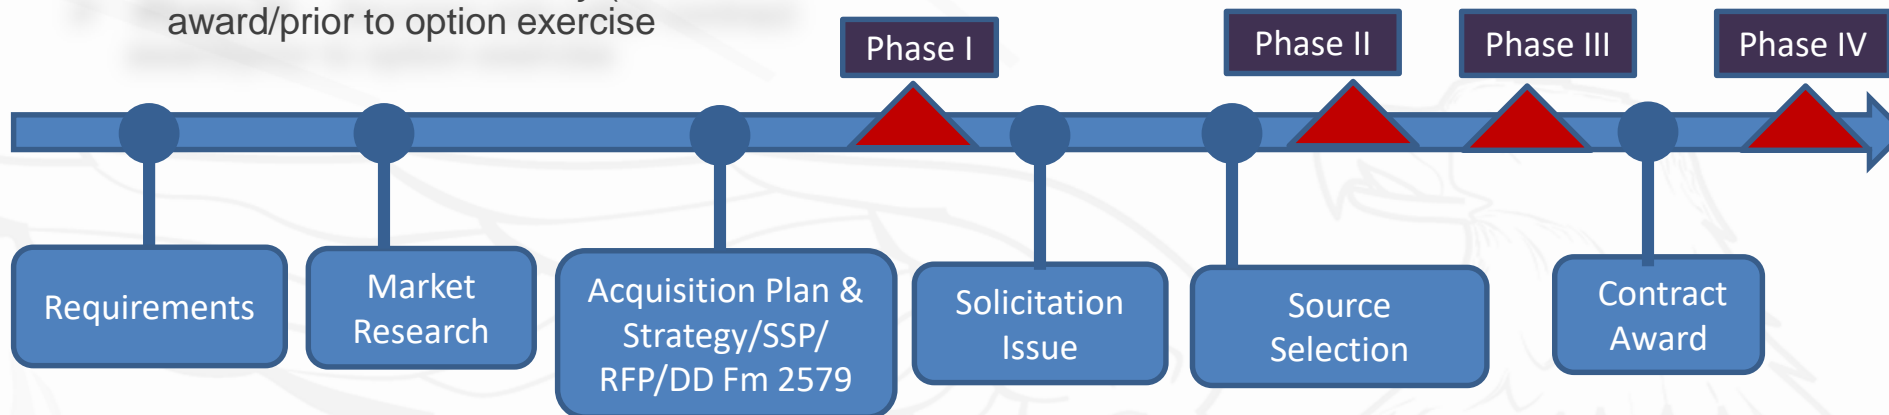 award/prior to option exercise
Phase I
Phase II
Phase III
Phase IV
Requirements
Market
Research
Acquisition Plan &
Strategy/SSP/
RFP/DD Fm 2579
Solicitation
Issue
Source
Selection
Contract
Award